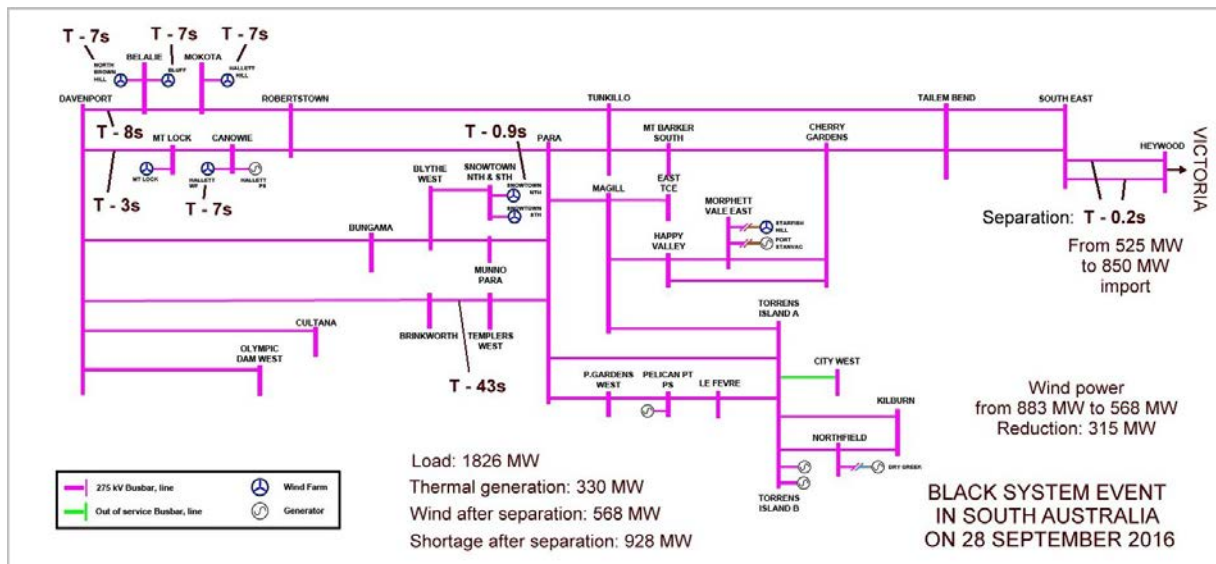 T - 7s
T - 7s
T - 7s
NORTH
BROWN
HILL
BELALIE
BLUFF
MOKOTA
HALLETT
HILL
DAVENPORT
ROBERTSTOWN
TUNKILLO
TAILEM BEND
SOUTH EAST
T - 8s
MT LOCK
CANOWIE
T - 0.9s
PARA
MT BARKER
SOUTH
CHERRY
GARDENS
HEYWOOD
VICTORIA
MT LOCK
HALLETT
WF
HALLETT
PS
BLYTHE
WEST
SNOWTOWN
NTH & STH
SNOWTOWN
NTH
SNOWTOWN
STH
MAGILL
EAST
TCE
T - 3s
T - 7s
MORPHETT
VALE EAST
STARFISH
HILL
PORT
STANVAC
Separation: T - 0.2s
From 525 MW
to 850 MW
import
BUNGAMA
HAPPY
VALLEY
MUNNO
PARA
CULTANA
BRINKWORTH
TEMPLERS
WEST
TORRENS
ISLAND A
OLYMPIC
DAM WEST
T - 43s
P.GARDENS
WEST
PELICAN PT
PS
LE FEVRE
CITY WEST
KILBURN
Wind power
from 883 MW to 568 MW
Reduction: 315 MW
NORTHFIELD
DRY CREEK
TORRENS
ISLAND B
275 kV Busbar, line
Wind Farm
Out of service Busbar, line
Generator
Load: 1826 MW
Thermal generation: 330 MW
Wind after separation: 568 MW
Shortage after separation: 928 MW
BLACK SYSTEM EVENT
IN SOUTH AUSTRALIA
ON 28 SEPTEMBER 2016